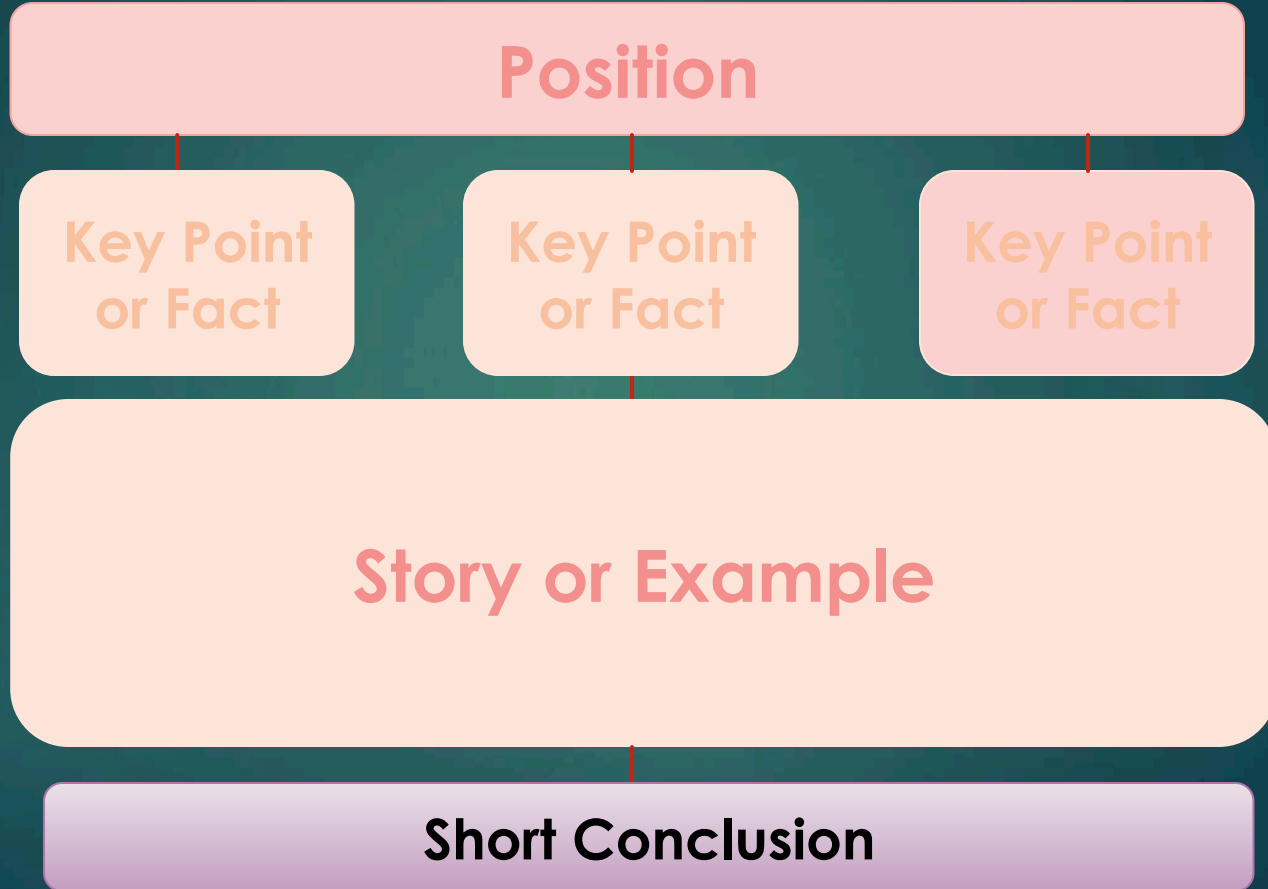 Position
Key Point
or Fact
Key Point
or Fact
Key Point
or Fact
Story or Example
Short Conclusion